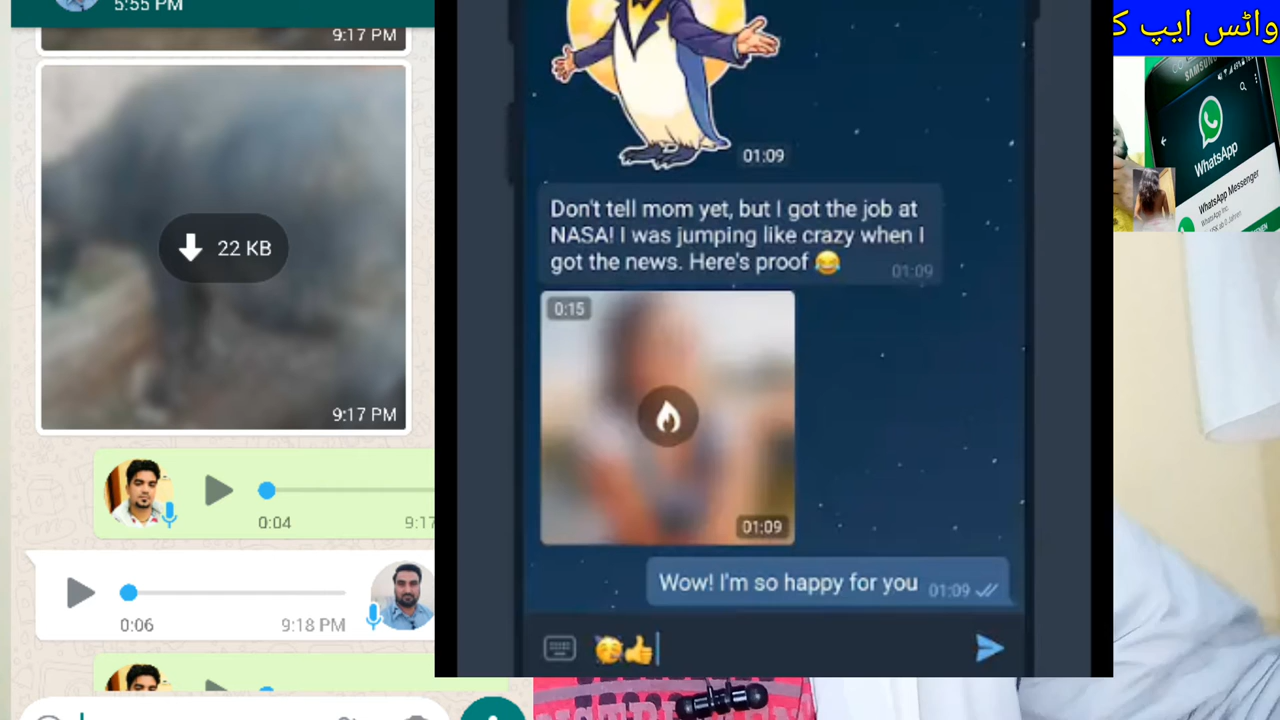 5:55 PM
9:17 PM
22 KB
9:17 PM
0:04
9:17
0:06
9:18 PM
01:09
Don't tell mom yet, but I got the job at
NASA! I was jumping like crazy when I
got the news. Here's proof 😂
01:09
0:15
01:09
Wow! I'm so happy for you
01:09
🥳👍
واٹس ایپ ک
SAMSUNG
WhatsApp
WhatsApp Messenger
WhatsApp Inc.